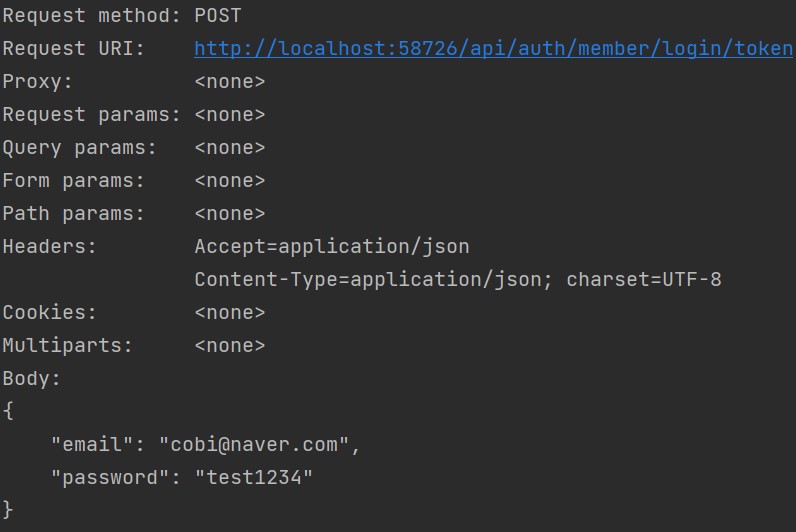 Request method: POST
Request URI:    http://localhost:58726/api/auth/member/login/token
Proxy:          <none>
Request params: <none>
Query params:   <none>
Form params:    <none>
Path params:    <none>
Headers:        Accept=application/json
                Content-Type=application/json; charset=UTF-8
Cookies:        <none>
Multiparts:     <none>
Body:
{
    "email": "cobi@naver.com",
    "password": "test1234"
}